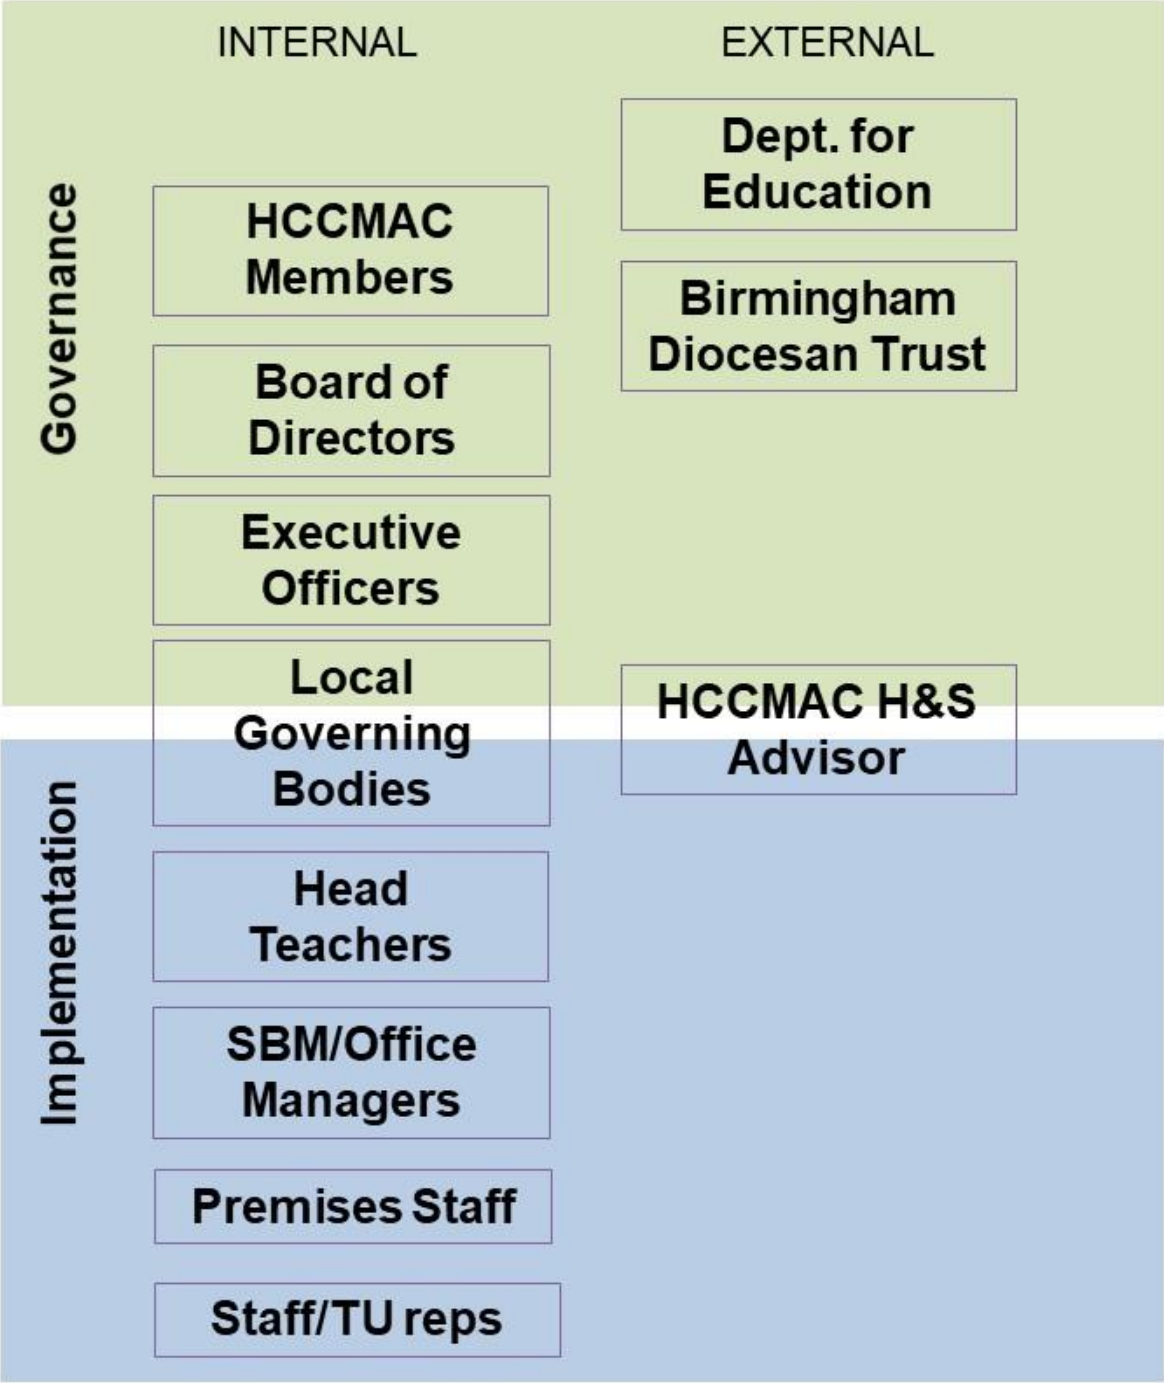 INTERNAL
EXTERNAL
Governance
HCCMAC
Members
Board of
Directors
Executive
Officers
Local
Governing
Bodies
Dept. for
Education
Birmingham
Diocesan Trust
HCCMAC H&S
Advisor
Implementation
Head
Teachers
SBM/Office
Managers
Premises Staff
Staff/TU reps